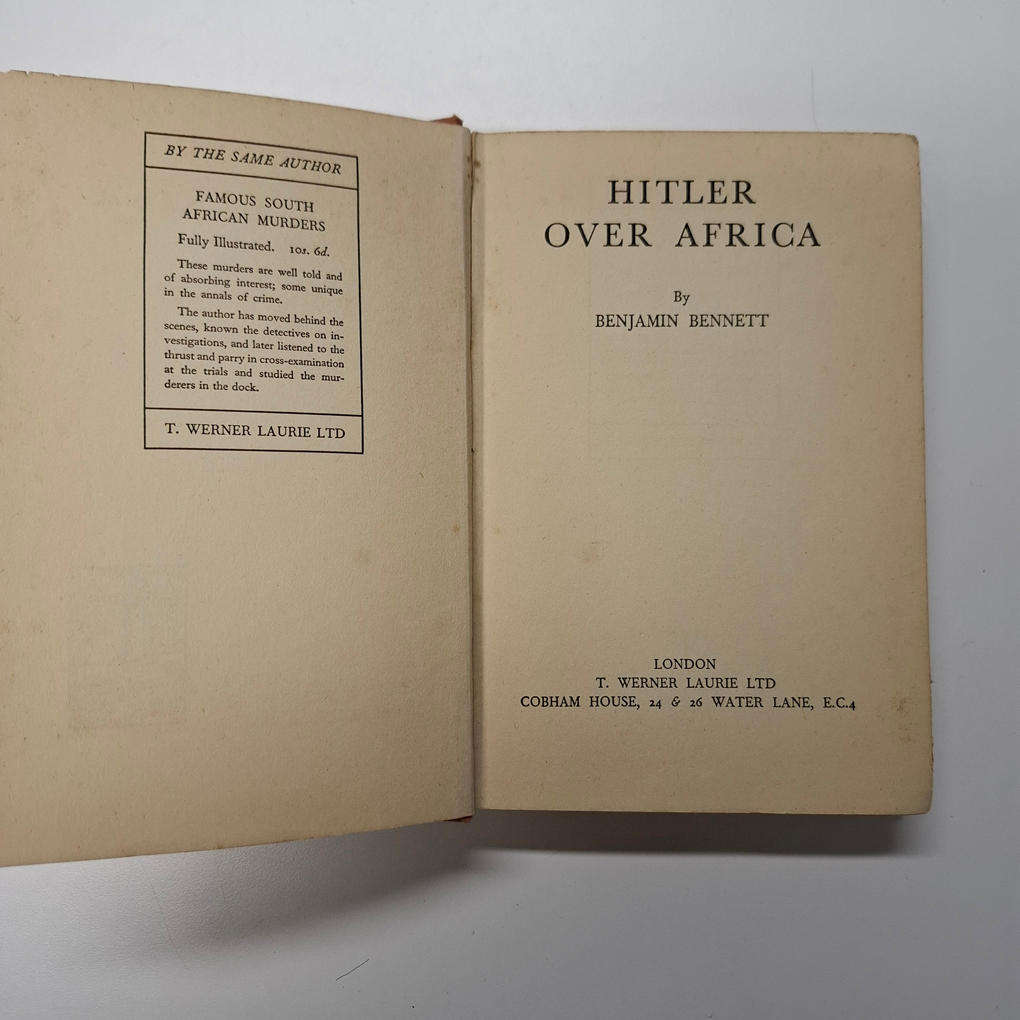 BY THE SAME AUTHOR
FAMOUS SOUTH
AFRICAN MURDERS
Fully Illustrated. 10s. 6d.
These murders are well told and
of absorbing interest; some unique
in the annals of crime.
The author has moved behind the
scenes, known the detectives on in-
vestigations, and later listened to the
thrust and parry in cross-examination
at the trials and studied the mur-
derers in the dock.
T. WERNER LAURIE LTD
HITLER
OVER AFRICA
By
BENJAMIN BENNETT
LONDON
T. WERNER LAURIE LTD
COBHAM HOUSE, 24 & 26 WATER LANE, E.C.4